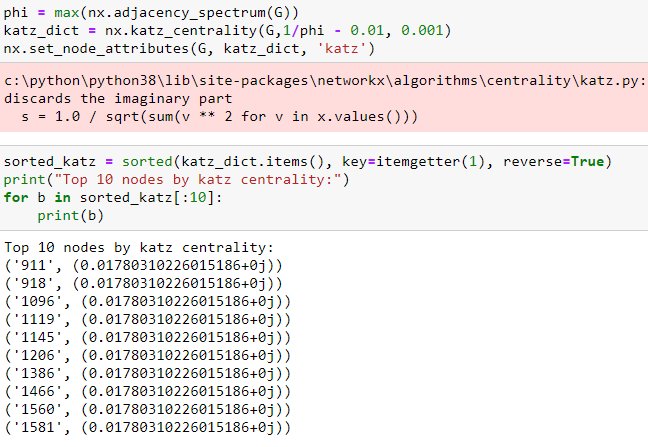 phi = max(nx.adjacency_spectrum(G))
katz_dict = nx.katz_centrality(G,1/phi - 0.01, 0.001)
nx.set_node_attributes(G, katz_dict, 'katz')
c:\python\python38\lib\site-packages\networkx\algorithms\centrality\katz.py:
discards the imaginary part
  s = 1.0 / sqrt(sum(v ** 2 for v in x.values()))
sorted_katz = sorted(katz_dict.items(), key=itemgetter(1), reverse=True)
print("Top 10 nodes by katz centrality:")
for b in sorted_katz[:10]:
    print(b)
Top 10 nodes by katz centrality:
('911', (0.01780310226015186+0j))
('918', (0.01780310226015186+0j))
('1096', (0.01780310226015186+0j))
('1119', (0.01780310226015186+0j))
('1145', (0.01780310226015186+0j))
('1206', (0.01780310226015186+0j))
('1386', (0.01780310226015186+0j))
('1466', (0.01780310226015186+0j))
('1560', (0.01780310226015186+0j))
('1581', (0.01780310226015186+0j))